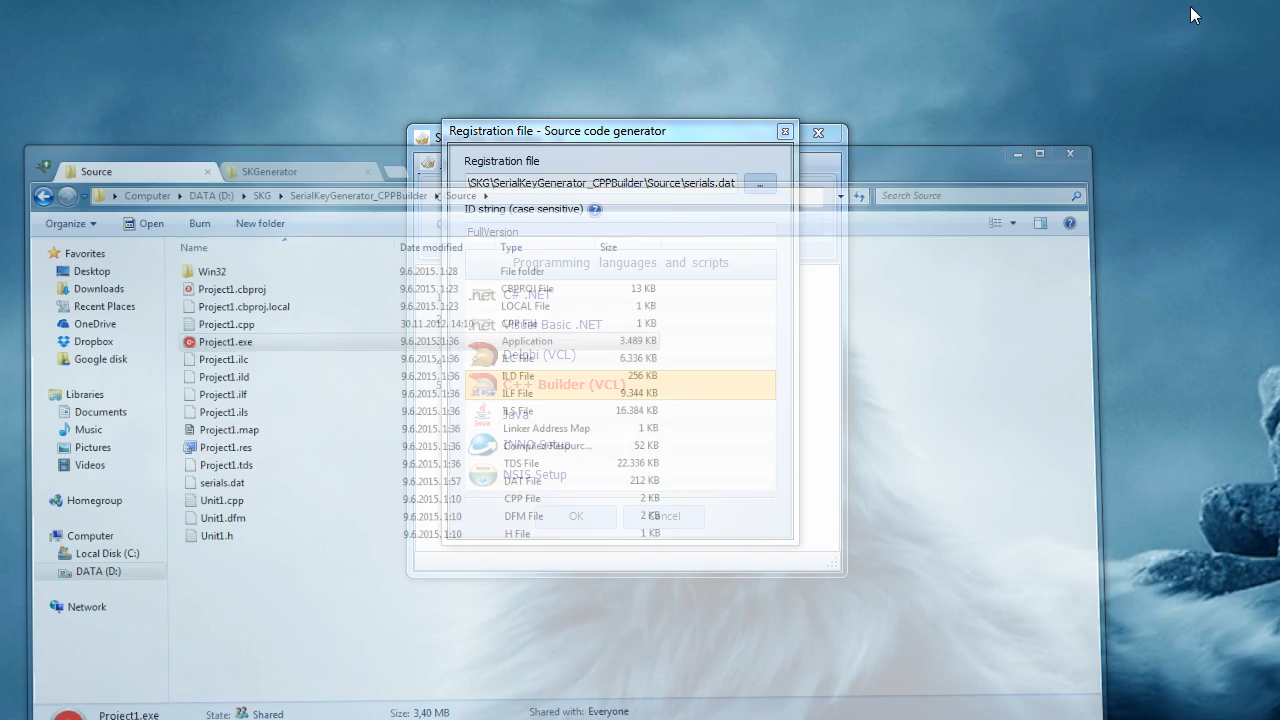 Registration file - Source code generator
S
Source
SKGenerator
Registration file
\SKG\SerialKeyGenerator_CPPBuilder\Source\serials.dat
...
Computer
DATA (D:)
SKG
SerialKeyGenerator_CPPBuilder
Source
Search Source
ID string (case sensitive)
Organize
Open
Burn
New folder
FullVersion
Name
Date modified
Type
Size
Programming languages and scripts
Favorites
Desktop
Downloads
Recent Places
OneDrive
Dropbox
Google disk
Libraries
Documents
Music
Pictures
Videos
Homegroup
Computer
Local Disk (C:)
DATA (D:)
Network
Win32 9.6.2015. 1:28 File folder
Project1.cbproj 9.6.2015. 1:23 CBPROJ File 13 KB
Project1.cbproj.local 9.6.2015. 1:23 LOCAL File 1 KB
Project1.cpp 30.11.2012. 14:10 CPP File 1 KB
Project1.exe 9.6.2015. 1:36 Application 3.489 KB
Project1.ilc 9.6.2015. 1:36 ILC File 6.336 KB
Project1.ild 9.6.2015. 1:36 ILD File 256 KB
Project1.ilf 9.6.2015. 1:36 ILF File 9.344 KB
Project1.ils 9.6.2015. 1:36 ILS File 16.384 KB
Project1.map 9.6.2015. 1:36 Linker Address Map 1 KB
Project1.res 9.6.2015. 1:36 Compiled Resourc... 52 KB
Project1.tds 9.6.2015. 1:36 TDS File 22.336 KB
serials.dat 9.6.2015. 1:57 DAT File 212 KB
Unit1.cpp 9.6.2015. 1:10 CPP File 2 KB
Unit1.dfm 9.6.2015. 1:10 DFM File 2 KB
Unit1.h 9.6.2015. 1:10 H File 1 KB
.net C# .NET
.net Visual Basic .NET
Delphi (VCL)
C++ Builder (VCL)
Java
INNO Setup
NSIS Setup
OK
Cancel
Project1.exe
State: Shared
Size: 3,40 MB
Shared with: Everyone